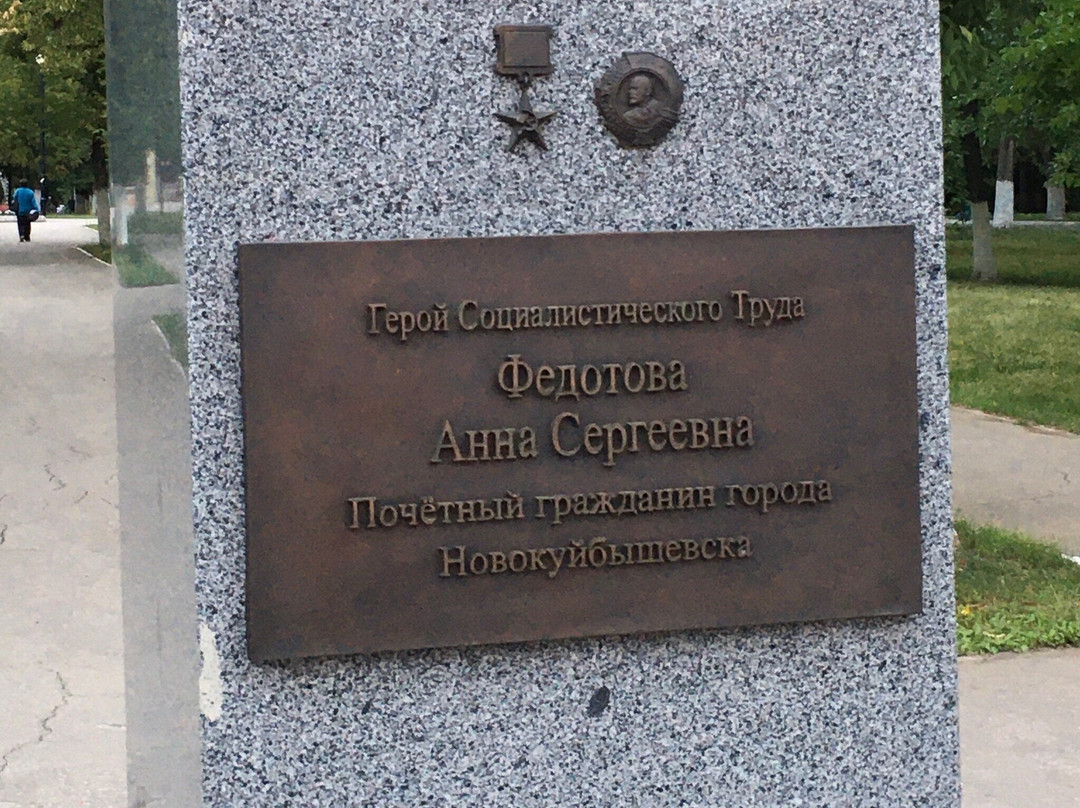 Герой Социалистического Труда
Федотова
Анна Сергеевна
Почётный гражданин города
Новокуйбышевска